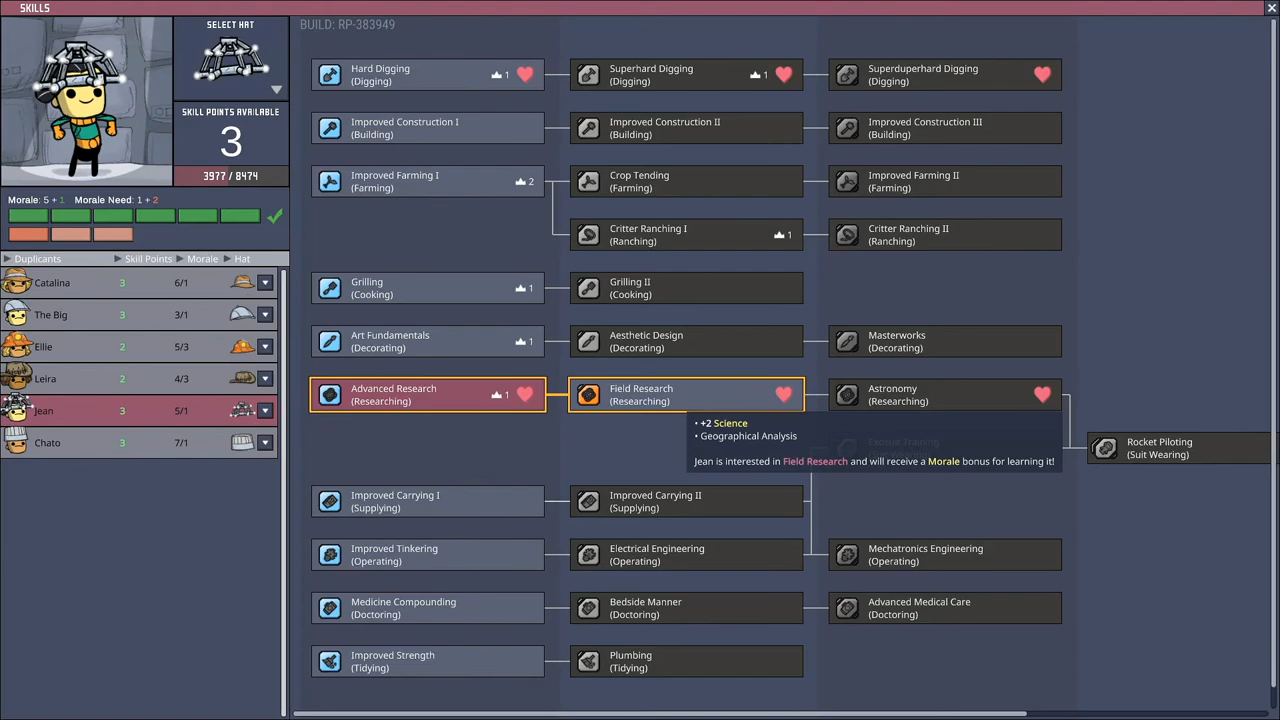 SKILLS
BUILD: RP-383949
SELECT HAT
SKILL POINTS AVAILABLE
3
3977 / 8474
Morale: 5 + 1 Morale Need: 1 + 2
Duplicants Skill Points Morale Hat
Catalina 3 6/1
The Big 3 3/1
Ellie 2 5/3
Leira 2 4/3
Jean 3 5/1
Chato 3 7/1
Hard Digging
(Digging)
1
Superhard Digging
(Digging)
1
Superduperhard Digging
(Digging)
Improved Construction I
(Building)
Improved Construction II
(Building)
Improved Construction III
(Building)
Improved Farming I
(Farming)
2
Crop Tending
(Farming)
Improved Farming II
(Farming)
Critter Ranching I
(Ranching)
1
Critter Ranching II
(Ranching)
Grilling
(Cooking)
1
Grilling II
(Cooking)
Art Fundamentals
(Decorating)
1
Aesthetic Design
(Decorating)
Masterworks
(Decorating)
Advanced Research
(Researching)
1
Field Research
(Researching)
Astronomy
(Researching)
• +2 Science
• Geographical Analysis
Jean is interested in Field Research and will receive a Morale bonus for learning it!
Exosuit Training
Rocket Piloting
(Suit Wearing)
Improved Carrying I
(Supplying)
Improved Carrying II
(Supplying)
Improved Tinkering
(Operating)
Electrical Engineering
(Operating)
Mechatronics Engineering
(Operating)
Medicine Compounding
(Doctoring)
Bedside Manner
(Doctoring)
Advanced Medical Care
(Doctoring)
Improved Strength
(Tidying)
Plumbing
(Tidying)